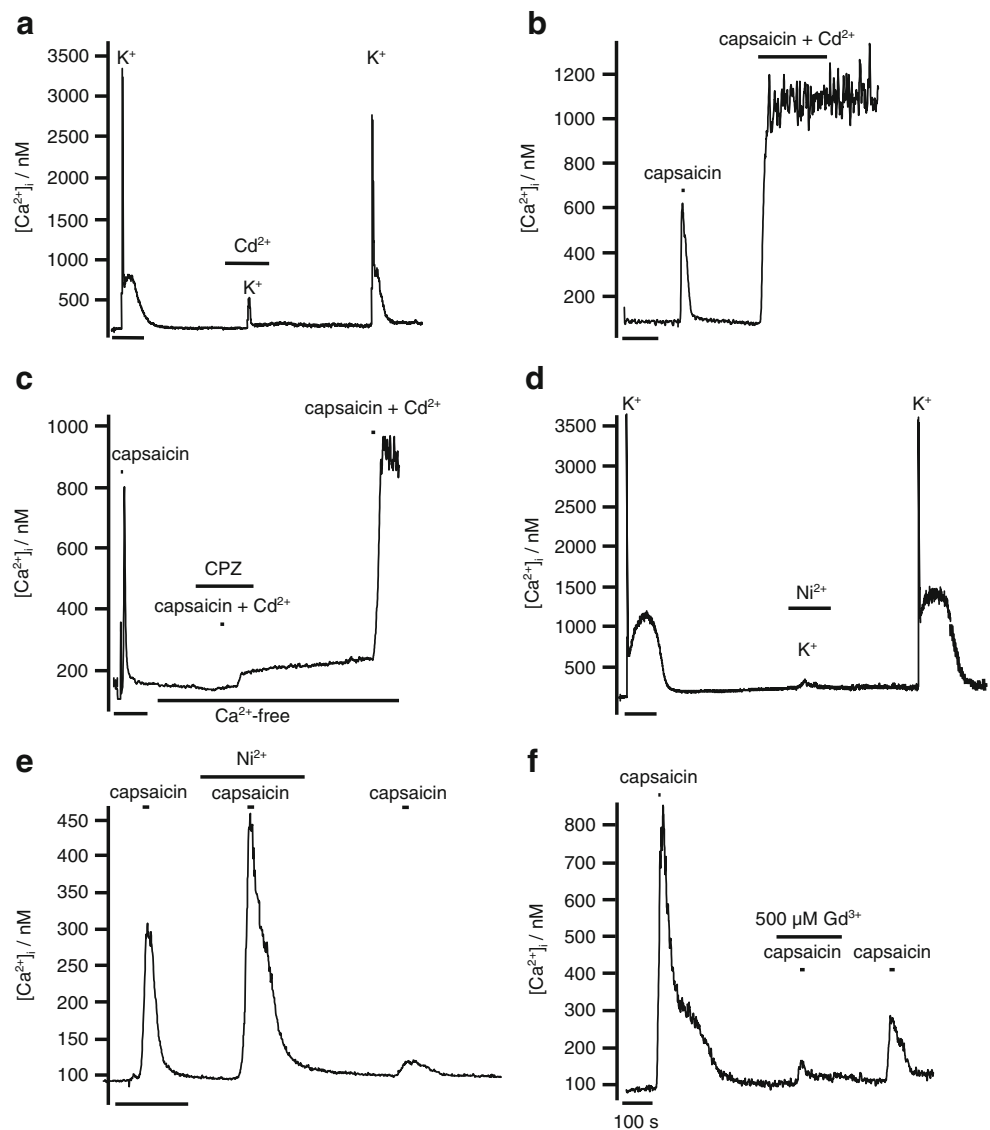 a
[Ca²⁺]ᵢ / nM
3500
3000
2500
2000
1500
1000
500
K⁺
Cd²⁺
K⁺
K⁺
b
[Ca²⁺]ᵢ / nM
1200
1000
800
600
400
200
capsaicin
capsaicin + Cd²⁺
c
[Ca²⁺]ᵢ / nM
1000
800
600
400
200
capsaicin
CPZ
capsaicin + Cd²⁺
capsaicin + Cd²⁺
Ca²⁺-free
d
[Ca²⁺]ᵢ / nM
3500
3000
2500
2000
1500
1000
500
K⁺
Ni²⁺
K⁺
K⁺
e
[Ca²⁺]ᵢ / nM
450
400
350
300
250
200
150
100
Ni²⁺
capsaicin
capsaicin
capsaicin
f
[Ca²⁺]ᵢ / nM
800
700
600
500
400
300
200
100
capsaicin
500 µM Gd³⁺
capsaicin
capsaicin
100 s